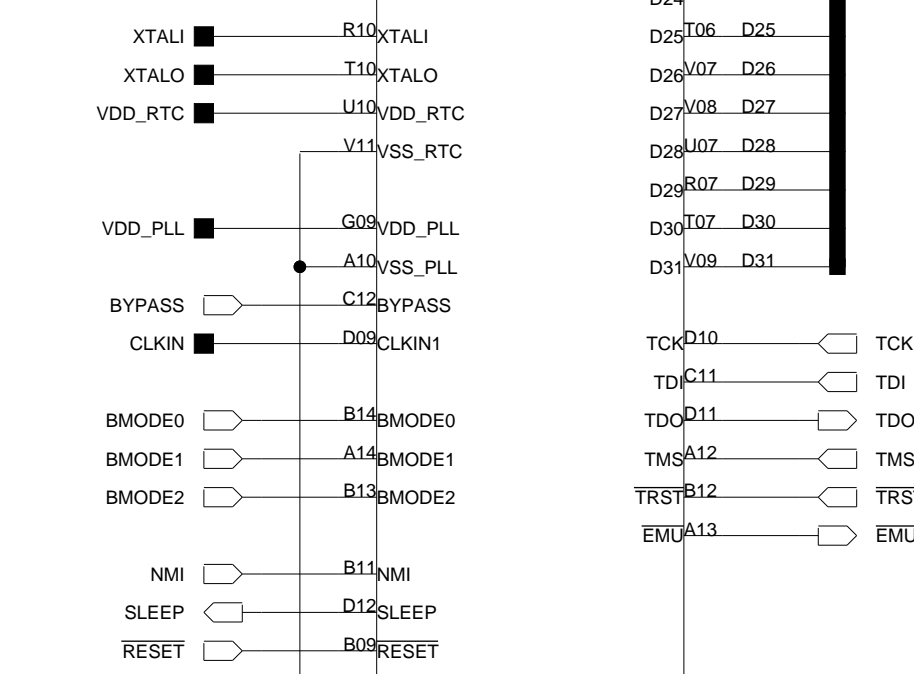 D24
XTALI R10 XTALI D25 T06 D25
XTALO T10 XTALO D26 V07 D26
VDD_RTC U10 VDD_RTC D27 V08 D27
V11 VSS_RTC D28 U07 D28
D29 R07 D29
VDD_PLL G09 VDD_PLL D30 T07 D30
A10 VSS_PLL D31 V09 D31
BYPASS C12 BYPASS
CLKIN D09 CLKIN1 TCK D10 TCK
TDI C11 TDI
BMODE0 B14 BMODE0 TDO D11 TDO
BMODE1 A14 BMODE1 TMS A12 TMS
BMODE2 B13 BMODE2 TRST B12 TRS
EMU A13 EMU
NMI B11 NMI
SLEEP D12 SLEEP
RESET B09 RESET